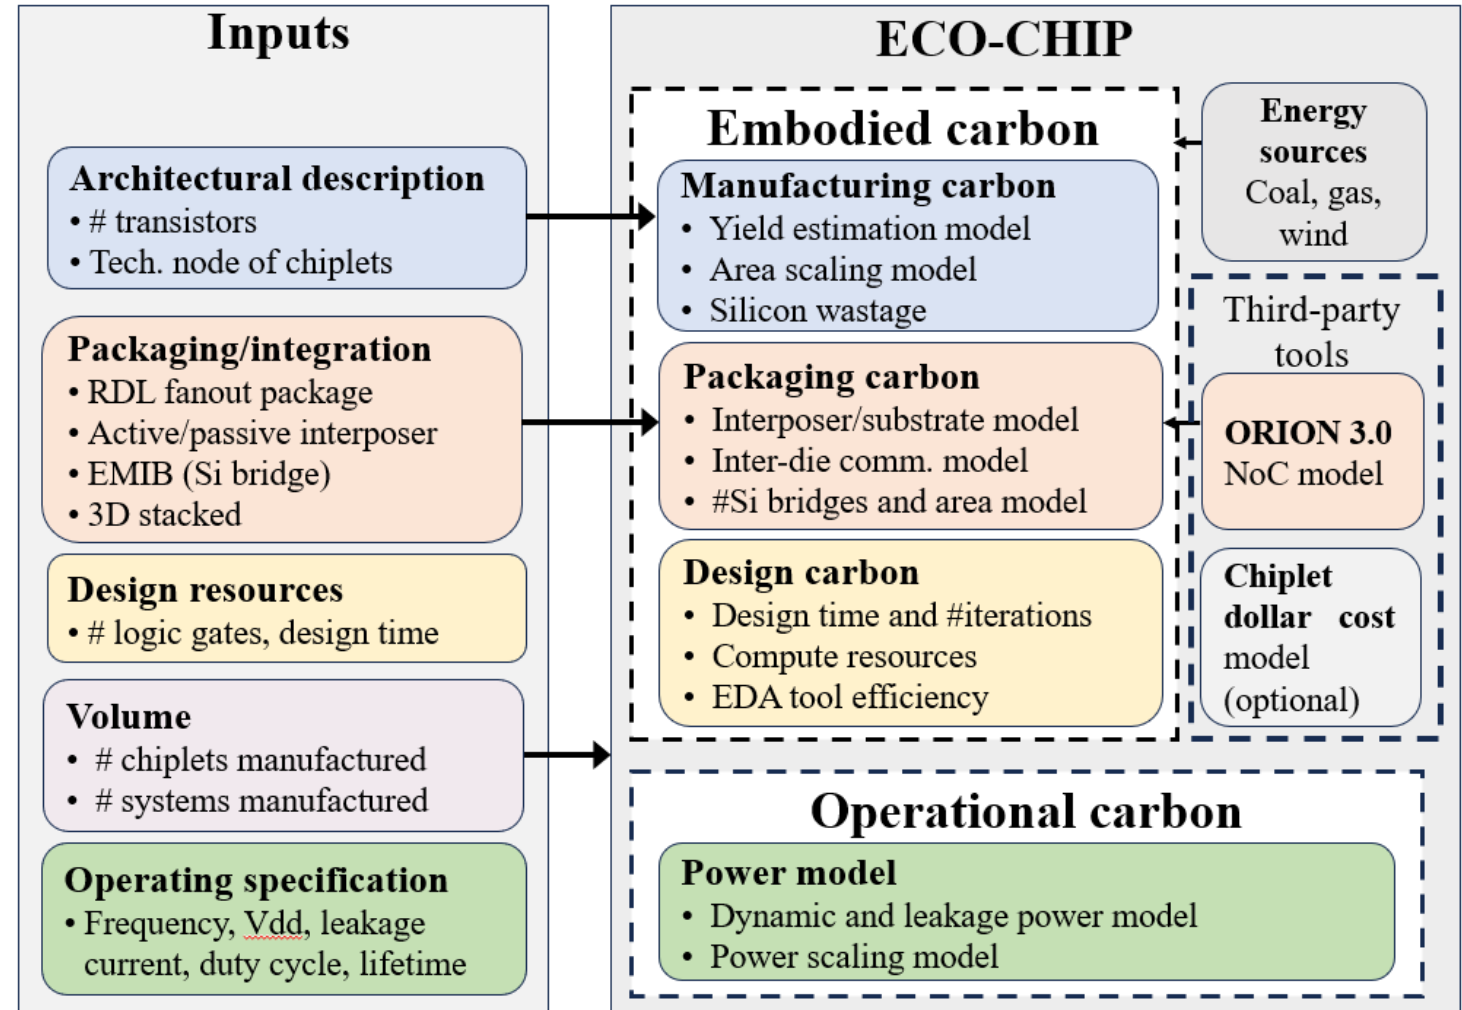 Inputs
Architectural description
• # transistors
• Tech. node of chiplets
Packaging/integration
• RDL fanout package
• Active/passive interposer
• EMIB (Si bridge)
• 3D stacked
Design resources
• # logic gates, design time
Volume
• # chiplets manufactured
• # systems manufactured
Operating specification
• Frequency, Vdd, leakage
current, duty cycle, lifetime
ECO-CHIP
Embodied carbon
Manufacturing carbon
• Yield estimation model
• Area scaling model
• Silicon wastage
Packaging carbon
• Interposer/substrate model
• Inter-die comm. model
• #Si bridges and area model
Design carbon
• Design time and #iterations
• Compute resources
• EDA tool efficiency
Energy
sources
Coal, gas,
wind
Third-party
tools
ORION 3.0
NoC model
Chiplet
dollar cost
model
(optional)
Operational carbon
Power model
• Dynamic and leakage power model
• Power scaling model